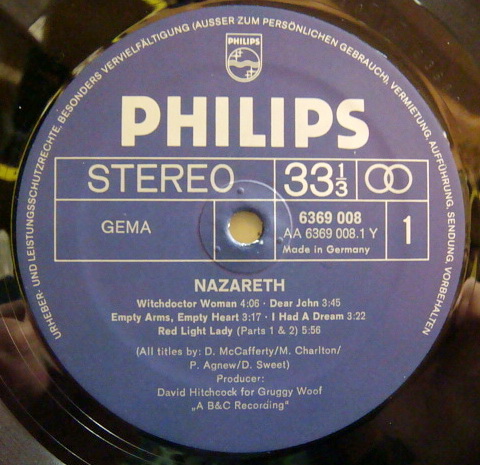 URHEBER- UND LEISTUNGSSCHUTZRECHTE, BESONDERS VERVIELFÄLTIGUNG (AUSSER ZUM PERSÖNLICHEN GEBRAUCH), VERMIETUNG, AUFFÜHRUNG, SENDUNG, VORBEHALTEN
PHILIPS
PHILIPS
STEREO 33⅓
GEMA
6369 008
AA 6369 008.1 Y
Made in Germany
1
NAZARETH
Witchdoctor Woman 4:06 · Dear John 3:45
Empty Arms, Empty Heart 3:17 · I Had A Dream 3:22
Red Light Lady (Parts 1 & 2) 5:56
(All titles by: D. McCafferty/M. Charlton/
P. Agnew/D. Sweet)
Producer:
David Hitchcock for Gruggy Woof
„A B&C Recording"